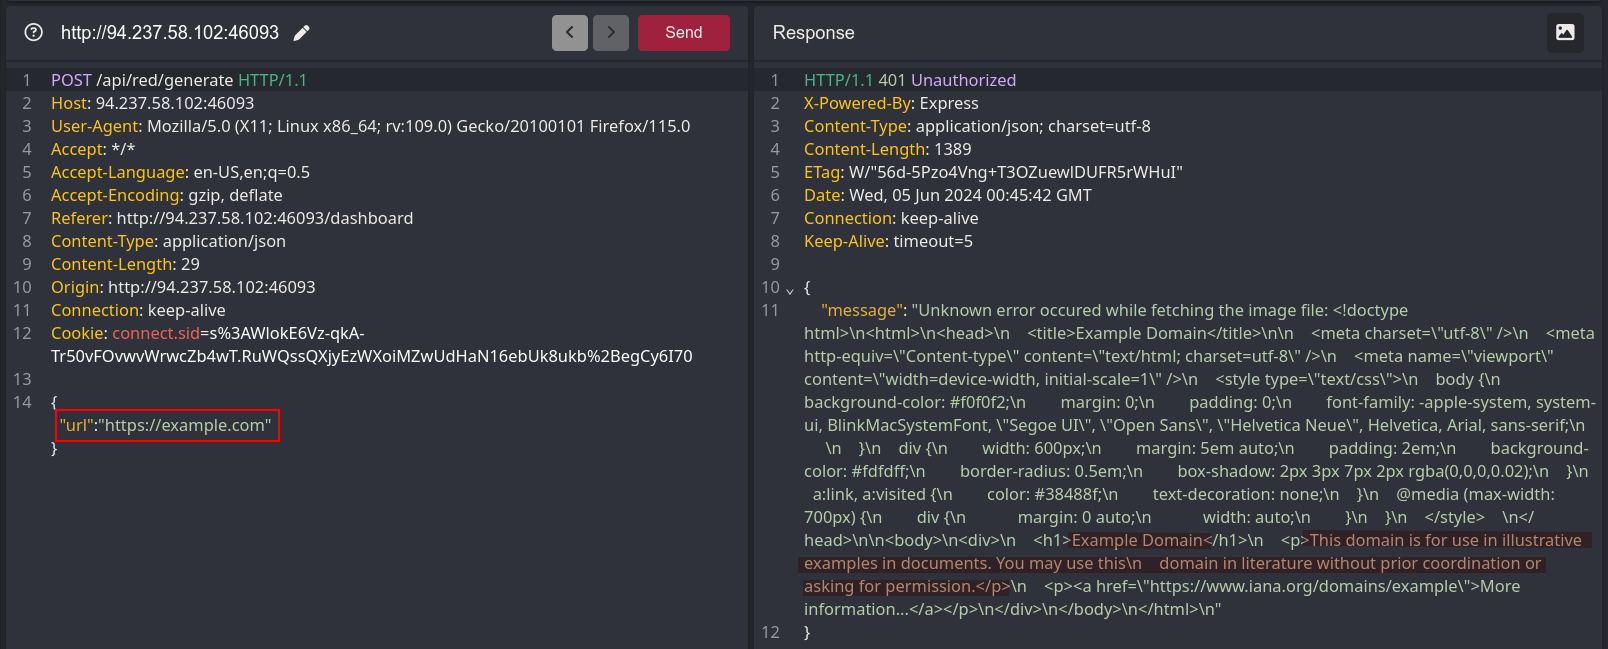 http://94.237.58.102:46093
Send
1 POST /api/red/generate HTTP/1.1
2 Host: 94.237.58.102:46093
3 User-Agent: Mozilla/5.0 (X11; Linux x86_64; rv:109.0) Gecko/20100101 Firefox/115.0
4 Accept: */*
5 Accept-Language: en-US,en;q=0.5
6 Accept-Encoding: gzip, deflate
7 Referer: http://94.237.58.102:46093/dashboard
8 Content-Type: application/json
9 Content-Length: 29
10 Origin: http://94.237.58.102:46093
11 Connection: keep-alive
12 Cookie: connect.sid=s%3AWlokE6Vz-qkA-
Tr50vFOvwvWrwcZb4wT.RuWQssQXjyEzWXoiMZwUdHaN16ebUk8ukb%2BegCy6I70
13
14 {
"url":"https://example.com"
}
Response
1 HTTP/1.1 401 Unauthorized
2 X-Powered-By: Express
3 Content-Type: application/json; charset=utf-8
4 Content-Length: 1389
5 ETag: W/"56d-5Pzo4Vng+T3OZuewlDUFR5rWHuI"
6 Date: Wed, 05 Jun 2024 00:45:42 GMT
7 Connection: keep-alive
8 Keep-Alive: timeout=5
9
10 {
11 "message": "Unknown error occured while fetching the image file: <!doctype
html>\n<html>\n<head>\n    <title>Example Domain</title>\n\n    <meta charset=\"utf-8\" />\n    <meta
http-equiv=\"Content-type\" content=\"text/html; charset=utf-8\" />\n    <meta name=\"viewport\"
content=\"width=device-width, initial-scale=1\" />\n    <style type=\"text/css\">\n    body {\n
background-color: #f0f0f2;\n        margin: 0;\n        padding: 0;\n        font-family: -apple-system, system-
ui, BlinkMacSystemFont, \"Segoe UI\", \"Open Sans\", \"Helvetica Neue\", Helvetica, Arial, sans-serif;\n
\n    }\n    div {\n        width: 600px;\n        margin: 5em auto;\n        padding: 2em;\n        background-
color: #fdfdff;\n        border-radius: 0.5em;\n        box-shadow: 2px 3px 7px 2px rgba(0,0,0,0.02);\n    }\n
a:link, a:visited {\n        color: #38488f;\n        text-decoration: none;\n    }\n    @media (max-width:
700px) {\n        div {\n            margin: 0 auto;\n            width: auto;\n        }\n    }\n    </style>    \n</
head>\n\n<body>\n<div>\n    <h1>Example Domain</h1>\n    <p>This domain is for use in illustrative
examples in documents. You may use this\n    domain in literature without prior coordination or
asking for permission.</p>\n    <p><a href=\"https://www.iana.org/domains/example\">More
information...</a></p>\n</div>\n</body>\n</html>\n"
12 }